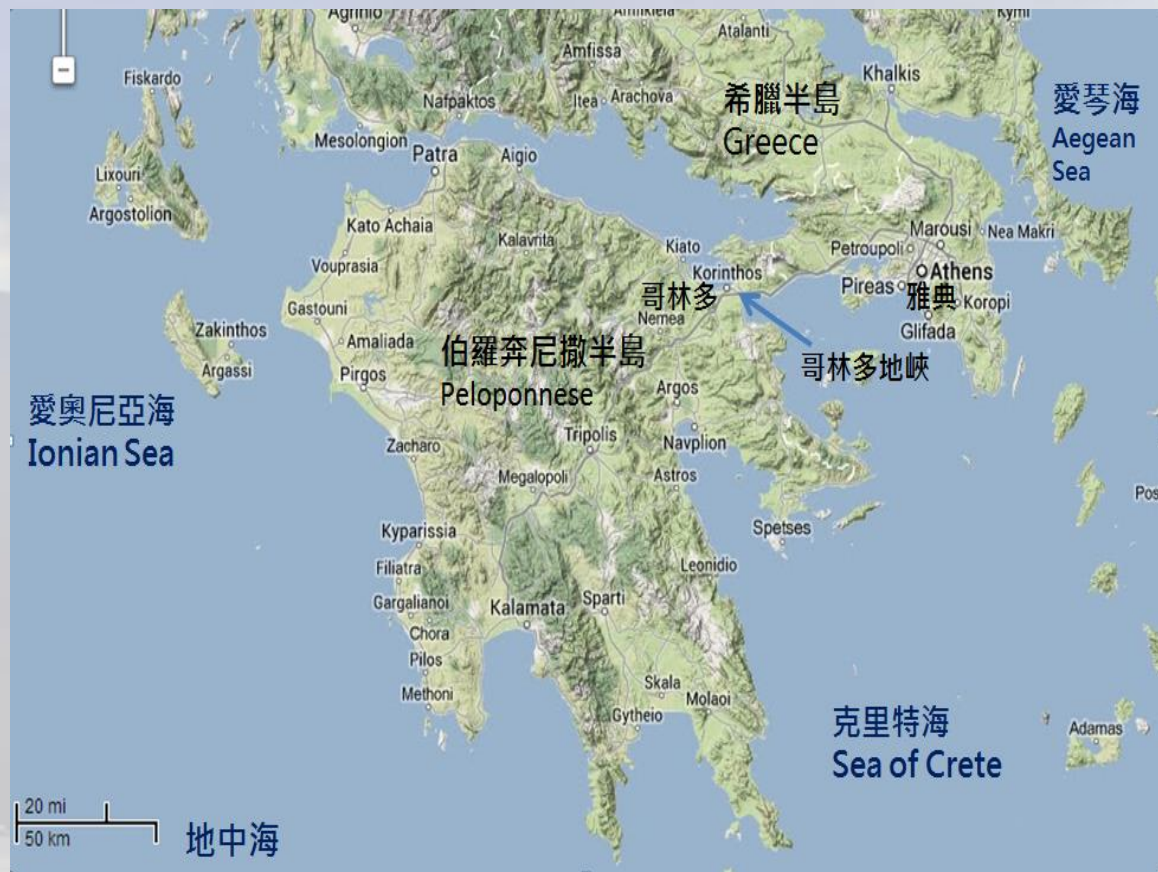 Agrinio
Amfikleia
Kymi
Atalanti
Amfissa
Khalkis
Fiskardo
Nafpaktos
Itea
Arachova
希臘半島
Greece
愛琴海
Aegean
Sea
Mesolongion
Patra
Aigio
Lixouri
Argostolion
Kato Achaia
Kalavrita
Kiato
Marousi
Nea Makri
Petroupoli
Vouprasia
Korinthos
Athens
Pireas
雅典
Koropi
哥林多
Nemea
Glifada
Gastouni
Zakinthos
Amaliada
Argassi
伯羅奔尼撒半島
Peloponnese
哥林多地峽
Pirgos
Argos
愛奧尼亞海
Ionian Sea
Navplion
Tripolis
Zacharo
Megalopoli
Astros
Pos
Spetses
Kyparissia
Filiatra
Leonidio
Gargalianoi
Kalamata
Sparti
Chora
Pilos
Methoni
Skala
Molaoi
Gytheio
克里特海
Sea of Crete
Adamas
20 mi
50 km
地中海